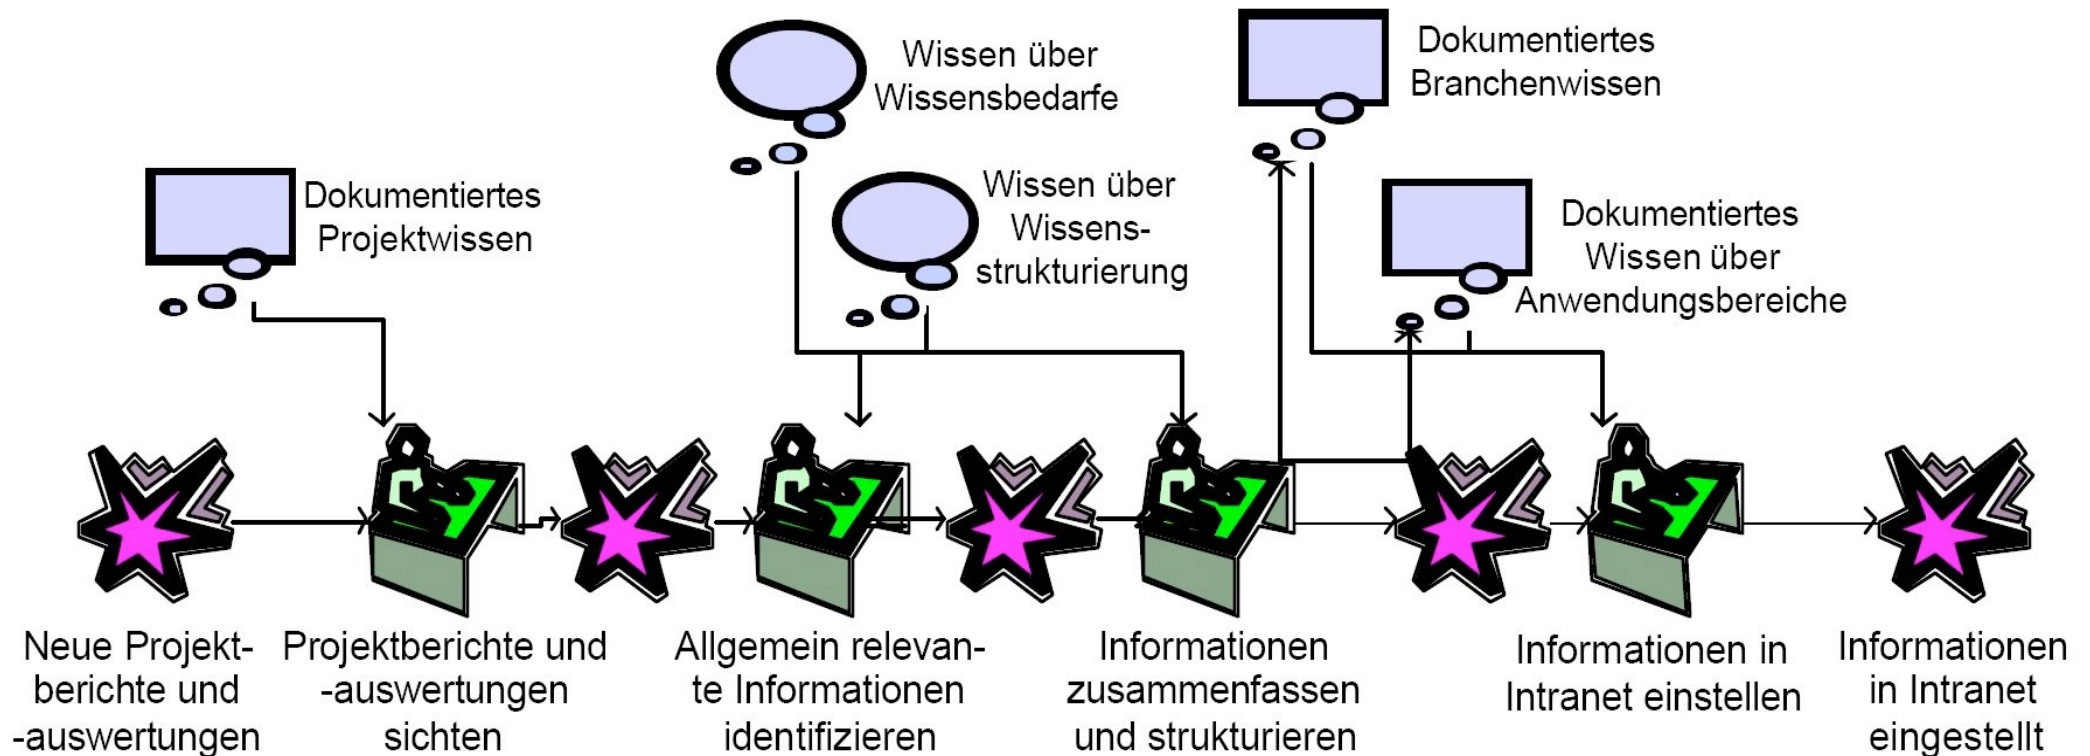 Wissen über
Wissensbedarfe
Dokumentiertes
Branchenwissen
Dokumentiertes
Projektwissen
Wissen über
Wissens-
strukturierung
Dokumentiertes
Wissen über
Anwendungsbereiche
Neue Projekt-
berichte und
-auswertungen
Projektberichte und
-auswertungen
sichten
Allgemein relevan-
te Informationen
identifizieren
Informationen
zusammenfassen
und strukturieren
Informationen in
Intranet einstellen
Informationen
in Intranet
eingestellt